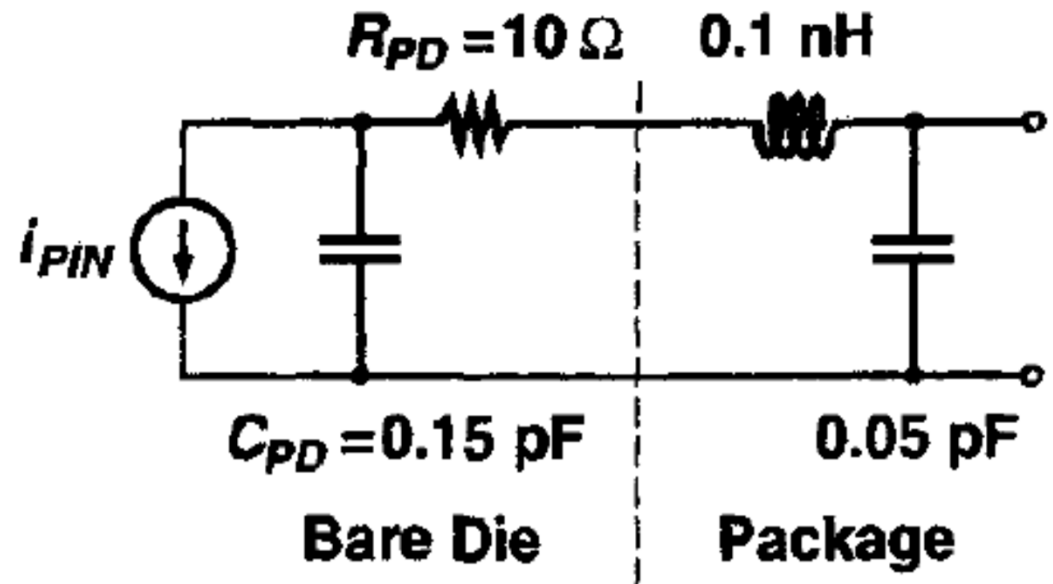 R_PD = 10 Ω 0.1 nH
i_PIN
C_PD = 0.15 pF 0.05 pF
Bare Die Package